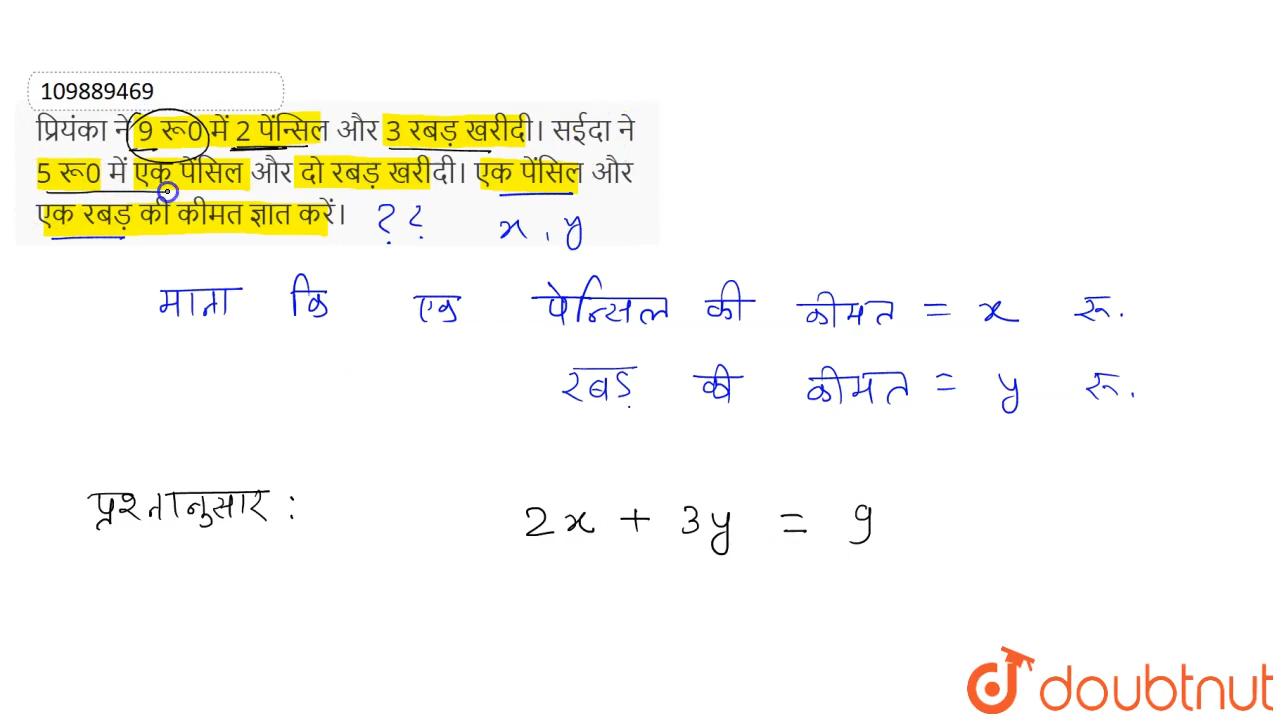 109889469
प्रियंका ने 9 रू0 में 2 पेंन्सिल और 3 रबड़ खरीदी। सईदा ने
5 रू0 में एक पेंसिल और दो रबड़ खरीदी। एक पेंसिल और
एक रबड़ की कीमत ज्ञात करें। ?? x, y
माना कि एक पेन्सिल की कीमत = x रू.
रबड़ की कीमत = y रू.
प्रश्नानुसार : 2x + 3y = 9
doubtnut